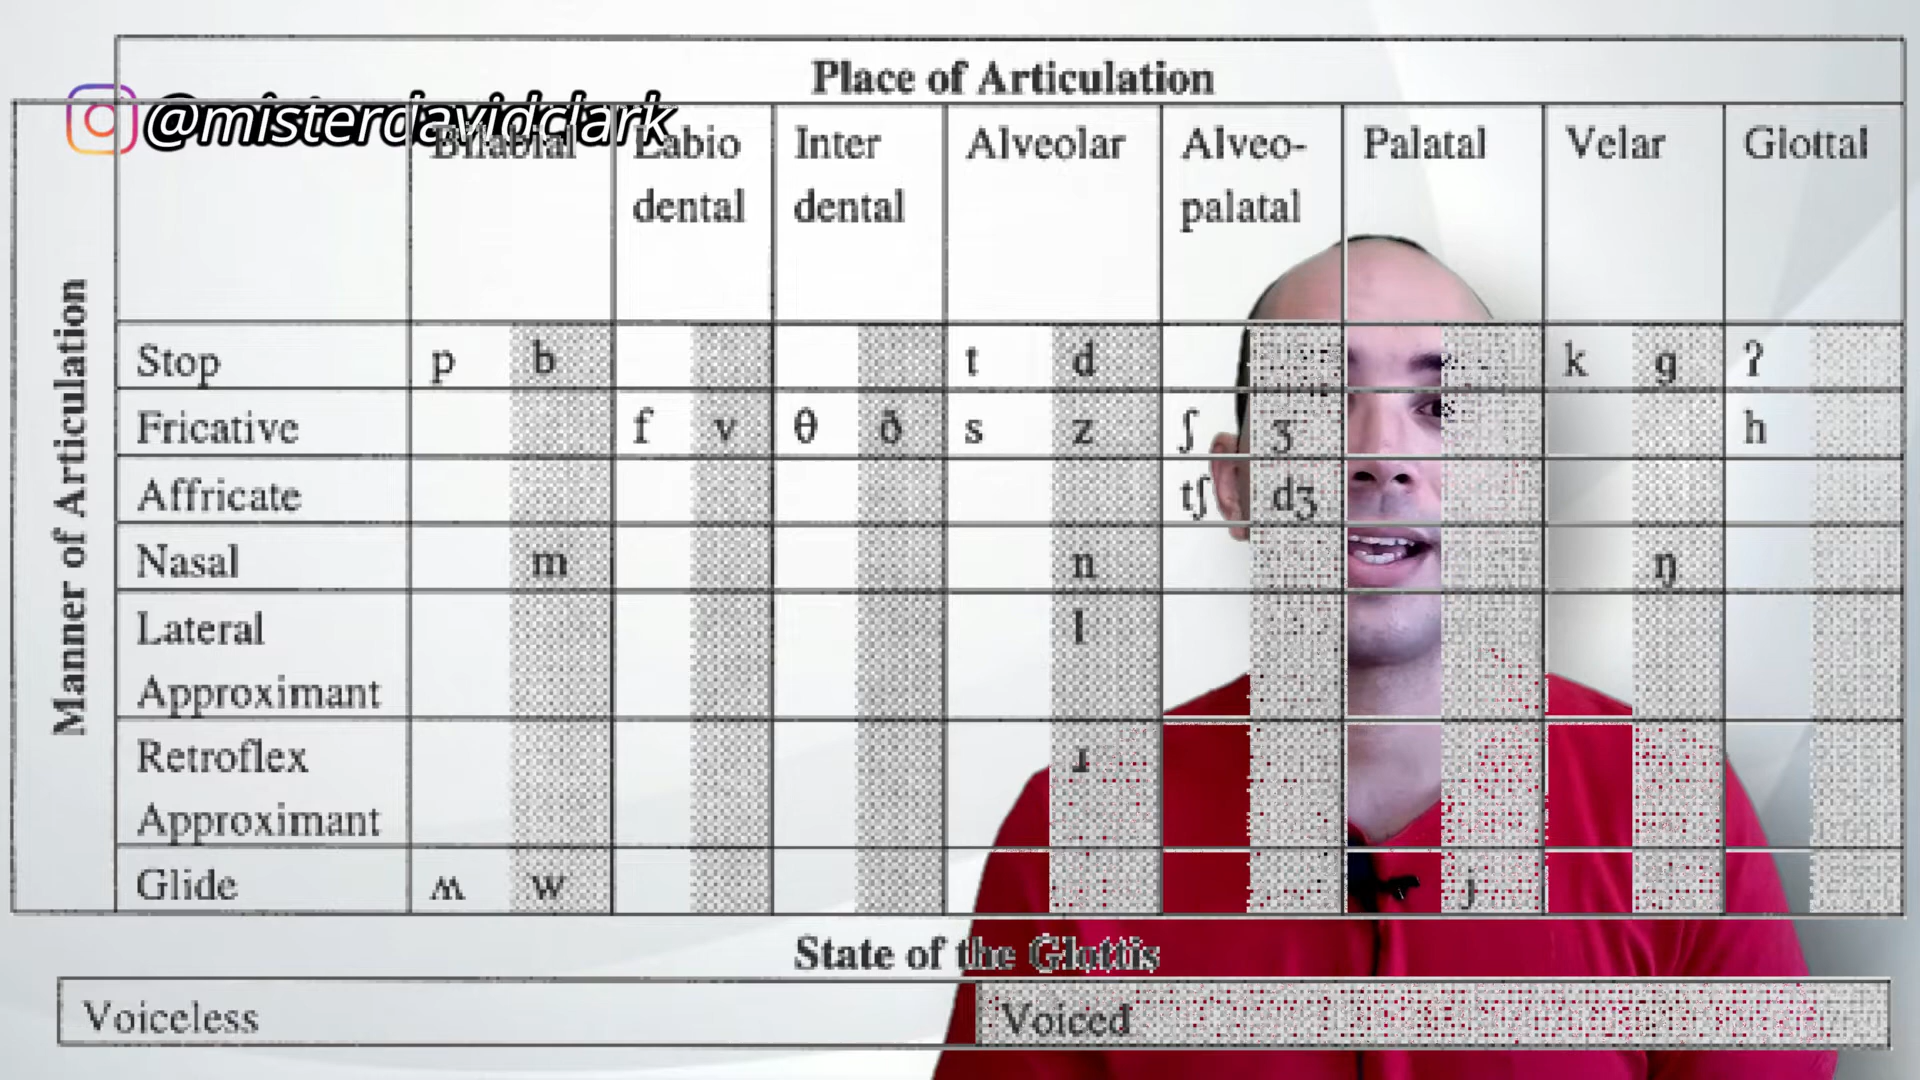 Place of Articulation
@misterdavidclark
Bilabial Labio dental Inter dental Alveolar Alveo-palatal Palatal Velar Glottal
Manner of Articulation
Stop p b t d k g ʔ
Fricative f v θ ð s z ʃ ʒ h
Affricate tʃ dʒ
Nasal m n ŋ
Lateral Approximant l
Retroflex Approximant ɹ
Glide ʍ w j
State of the Glottis
Voiceless Voiced